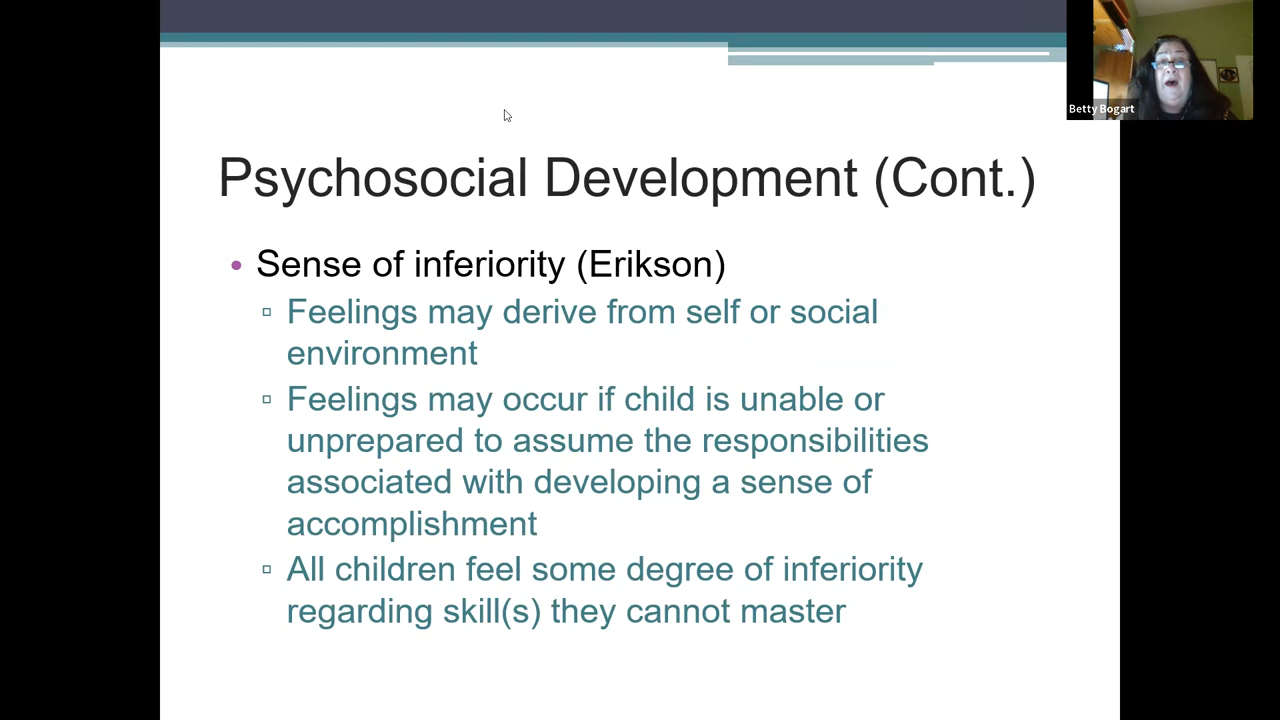 Betty Bogart
Psychosocial Development (Cont.)
• Sense of inferiority (Erikson)
▫ Feelings may derive from self or social
environment
▫ Feelings may occur if child is unable or
unprepared to assume the responsibilities
associated with developing a sense of
accomplishment
▫ All children feel some degree of inferiority
regarding skill(s) they cannot master